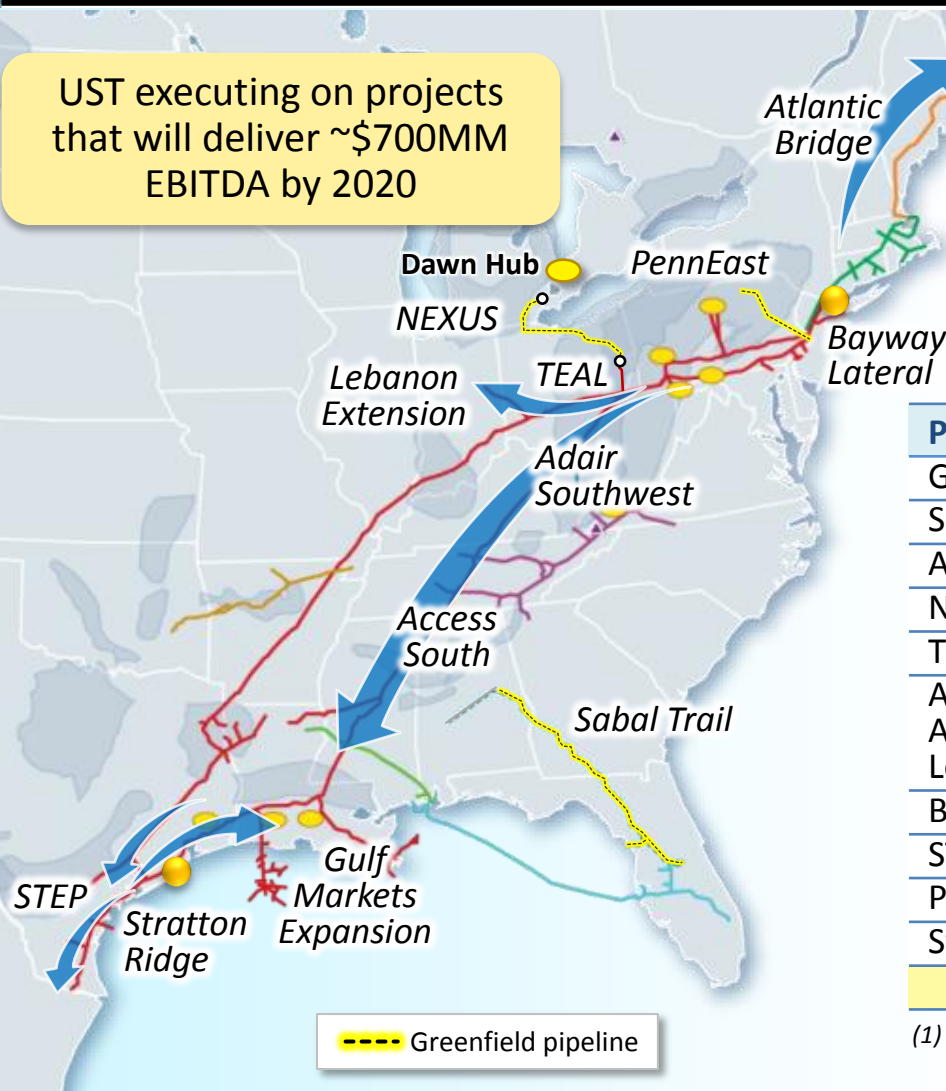 UST executing on projects
that will deliver ~$700MM
EBITDA by 2020
Atlantic
Bridge
Dawn Hub
PennEast
NEXUS
Bayway
Lateral
Lebanon
Extension
TEAL
Adair
Southwest
Access
South
Sabal Trail
STEP
Stratton
Ridge
Gulf
Markets
Expansion
Greenfield pipeline
P
G
S
A
N
T
A
A
L
B
S
P
S
(1)